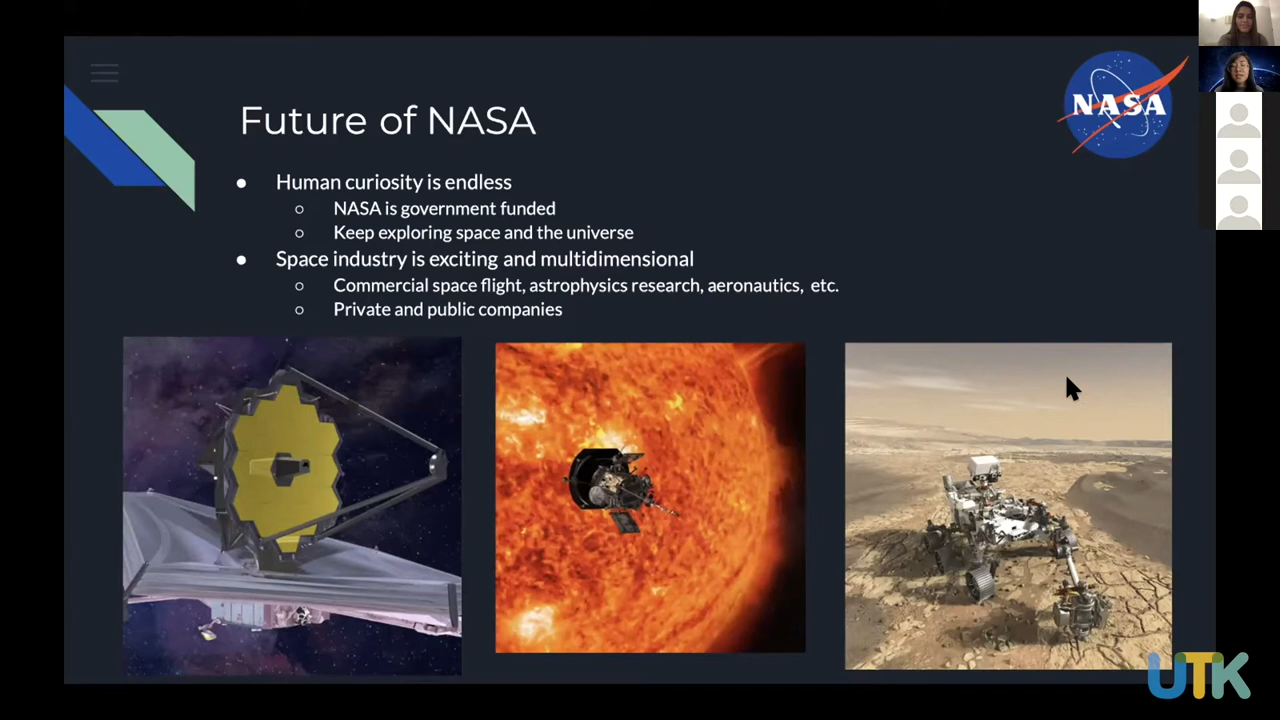 Future of NASA
NASA
● Human curiosity is endless
○ NASA is government funded
○ Keep exploring space and the universe
● Space industry is exciting and multidimensional
○ Commercial space flight, astrophysics research, aeronautics, etc.
○ Private and public companies
UTK